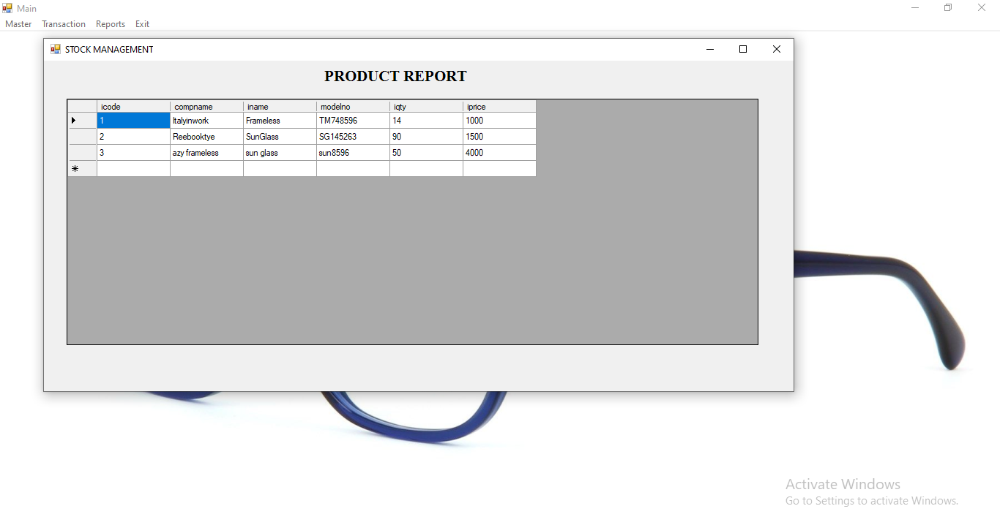 Main
Master Transaction Reports Exit
STOCK MANAGEMENT
PRODUCT REPORT
icode compname iname modelno iqty iprice
1 Italyinwork Frameless TM748596 14 1000
2 Reebooktye SunGlass SG145263 90 1500
3 azy frameless sun glass sun8596 50 4000
Activate Windows
Go to Settings to activate Windows.